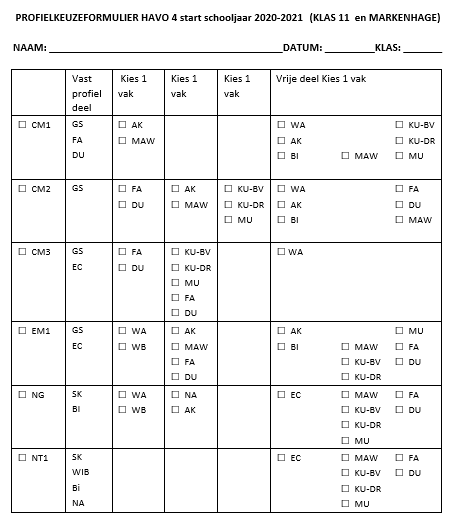 PROFIELKEUZEFORMULIER HAVO 4 start schooljaar 2020-2021 (KLAS 11 en MARKENHAGE)
NAAM: ________________ DATUM: _________KLAS: _______
Vast profiel deel Kies 1 vak Kies 1 vak Kies 1 vak Vrije deel Kies 1 vak
☐ CM1 GS ☐ AK ☐ WA ☐ KU-BV
FA ☐ MAW ☐ AK ☐ KU-DR
DU ☐ BI ☐ MAW ☐ MU
☐ CM2 GS ☐ FA ☐ AK ☐ KU-BV ☐ WA ☐ FA
☐ DU ☐ MAW ☐ KU-DR ☐ AK ☐ DU
☐ MU ☐ BI ☐ MAW
☐ CM3 GS ☐ FA ☐ KU-BV ☐ WA
EC ☐ DU ☐ KU-DR
☐ MU
☐ FA
☐ DU
☐ EM1 GS ☐ WA ☐ AK ☐ AK ☐ MU
EC ☐ WB ☐ MAW ☐ BI ☐ MAW ☐ FA
☐ FA ☐ KU-BV ☐ DU
☐ DU ☐ KU-DR
☐ NG SK ☐ WA ☐ NA ☐ EC ☐ MAW ☐ FA
BI ☐ WB ☐ AK ☐ KU-BV ☐ DU
☐ KU-DR
☐ MU
☐ NT1 SK ☐ EC ☐ MAW ☐ FA
WIB ☐ KU-BV ☐ DU
Bi ☐ KU-DR
NA ☐ MU